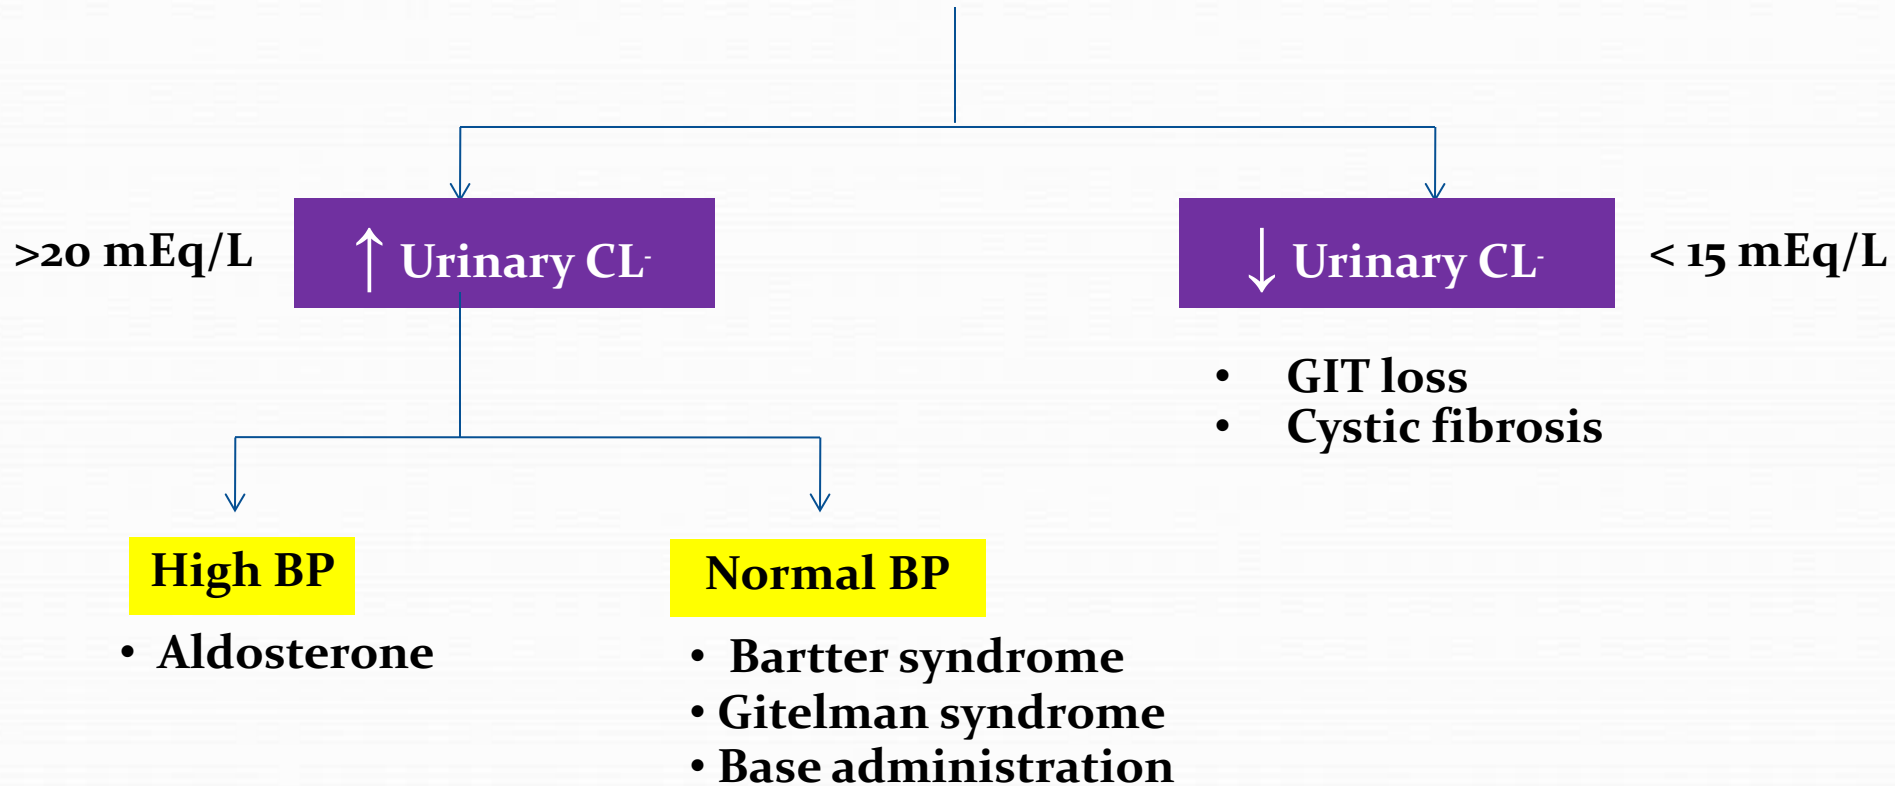 >20 mEq/L
↑ Urinary CL-
↓ Urinary CL-
< 15 mEq/L
• GIT loss
• Cystic fibrosis
High BP
• Aldosterone
Normal BP
• Bartter syndrome
• Gitelman syndrome
• Base administration